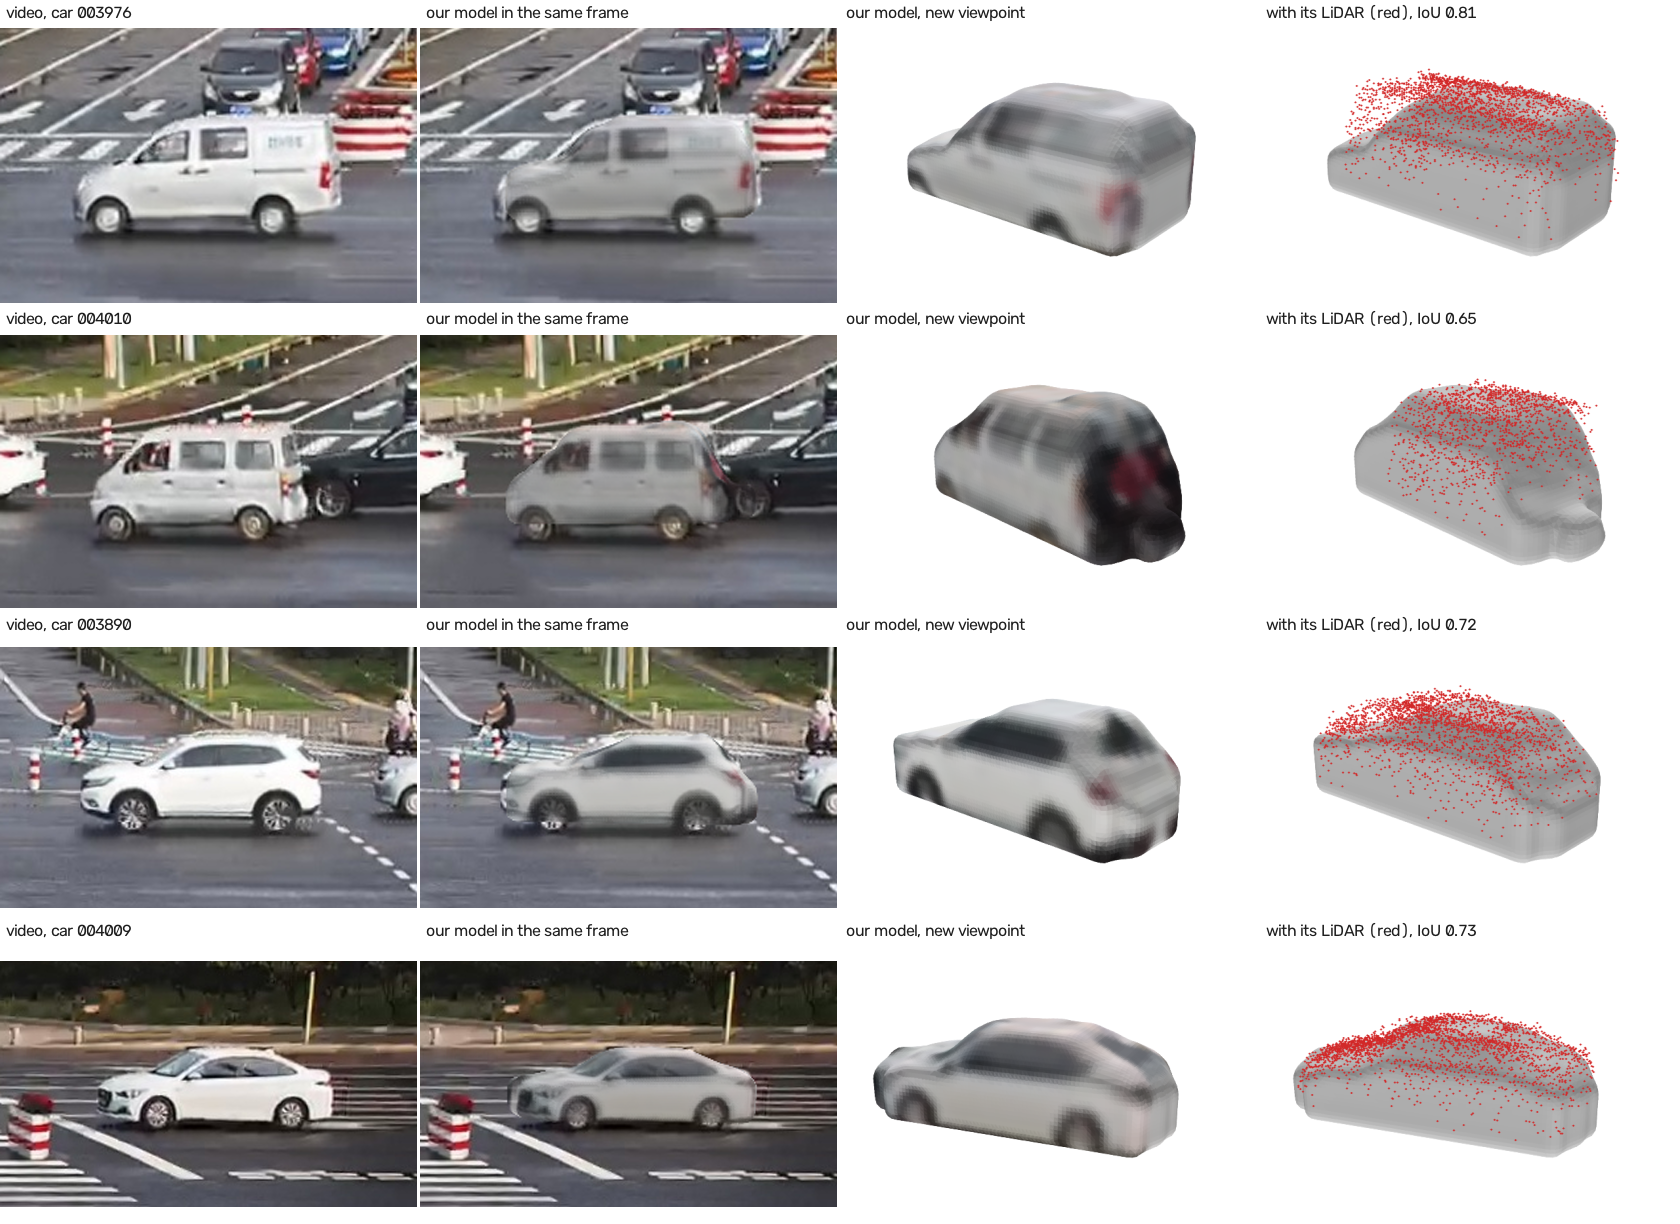 video, car 003976
our model in the same frame
our model, new viewpoint
with its LiDAR (red), IoU 0.81
video, car 004010
our model in the same frame
our model, new viewpoint
with its LiDAR (red), IoU 0.65
video, car 003890
our model in the same frame
our model, new viewpoint
with its LiDAR (red), IoU 0.72
video, car 004009
our model in the same frame
our model, new viewpoint
with its LiDAR (red), IoU 0.73